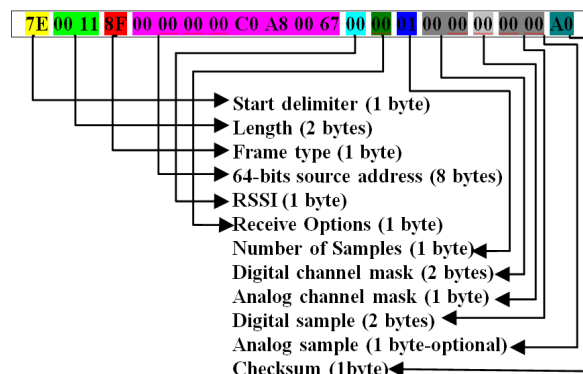 7E 00 11 8F 00 00 00 00 C0 A8 00 67 00 00 01 00 00 00 00 00 A0
Start delimiter (1 byte)
Length (2 bytes)
Frame type (1 byte)
64-bits source address (8 bytes)
RSSI (1 byte)
Receive Options (1 byte)
Number of Samples (1 byte)
Digital channel mask (2 bytes)
Analog channel mask (1 byte)
Digital sample (2 bytes)
Analog sample (1 byte-optional)
Checksum (1byte)